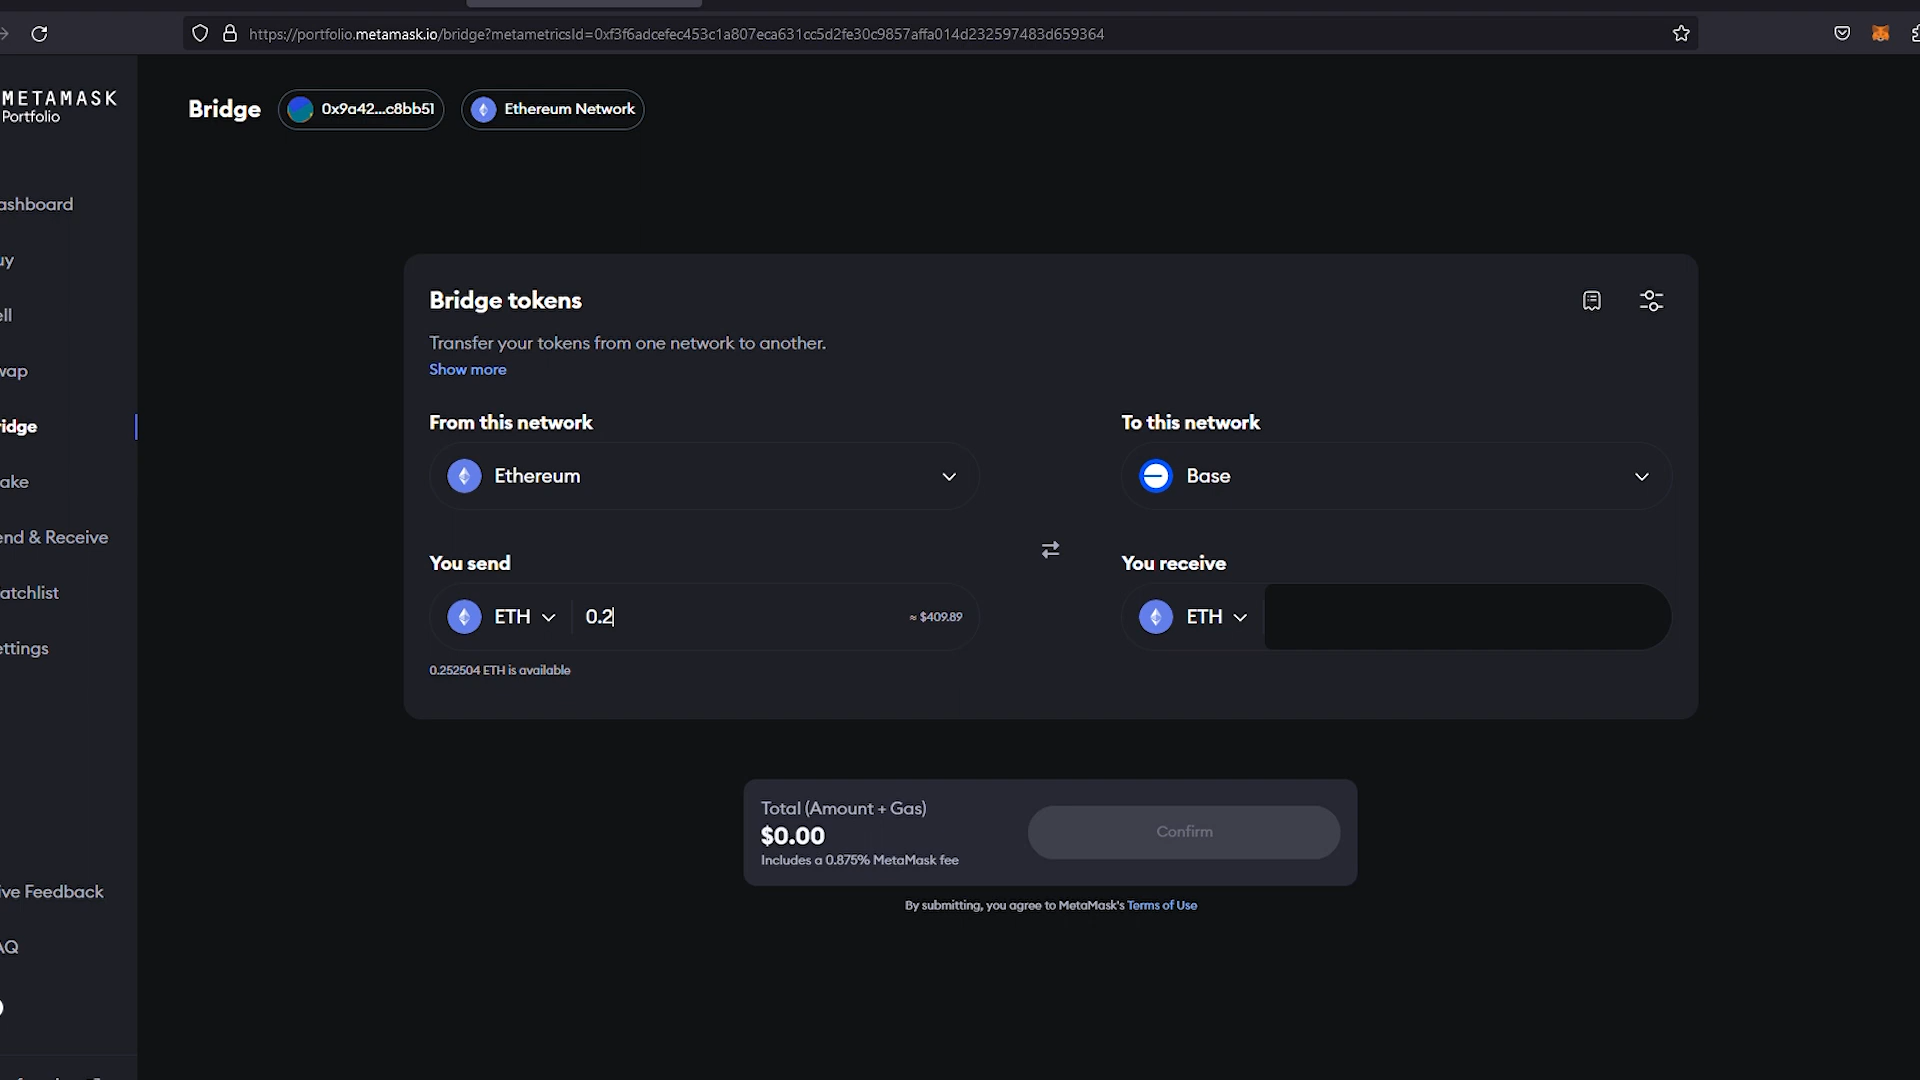 https://portfolio.metamask.io/bridge?metametricsId=0xf3f6adcefec453c1a807eca631cc5d2fe30c9857affa014d232597483d659364
METAMASK
Portfolio
Bridge
0x9a42...c8bb51
Ethereum Network
ashboard
uy
ell
wap
ridge
ake
end & Receive
atchlist
ettings
ive Feedback
AQ
Bridge tokens
Transfer your tokens from one network to another.
Show more
From this network
Ethereum
To this network
Base
You send
ETH
0.2
≈ $409.89
0.252504 ETH is available
You receive
ETH
Total (Amount + Gas)
$0.00
Includes a 0.875% MetaMask fee
Confirm
By submitting, you agree to MetaMask's Terms of Use